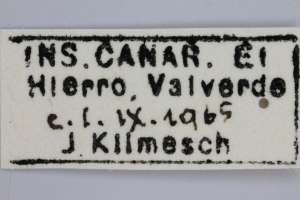 INS. CANAR. El
Hierro, Valverde
e.l. IX. 1965
J. Klimesch